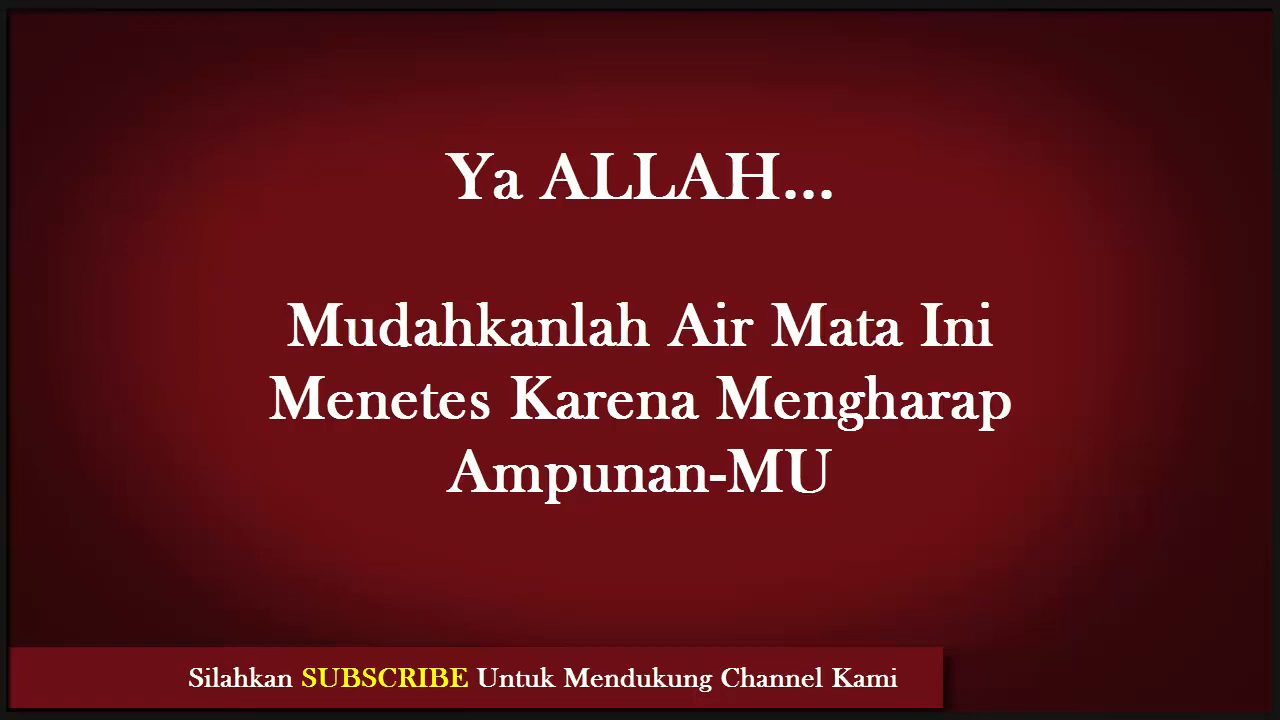 Ya ALLAH...
Mudahkanlah Air Mata Ini
Menetes Karena Mengharap
Ampunan-MU
Silahkan SUBSCRIBE Untuk Mendukung Channel Kami